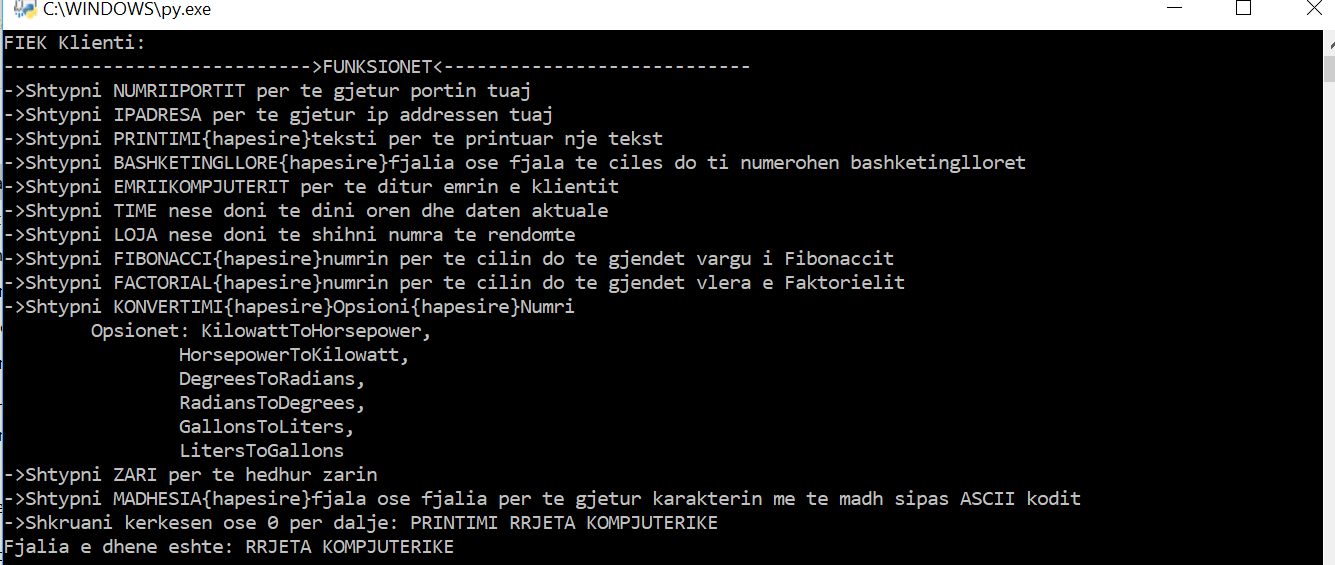 C:\WINDOWS\py.exe
FIEK Klienti:
---------------------------->FUNKSIONET<----------------------------
->Shtypni NUMRIIPORTIT per te gjetur portin tuaj
->Shtypni IPADRESA per te gjetur ip addressen tuaj
->Shtypni PRINTIMI{hapesire}teksti per te printuar nje tekst
->Shtypni BASHKETINGLLORE{hapesire}fjalia ose fjala te ciles do ti numerohen bashketinglloret
->Shtypni EMRIIKOMPJUTERIT per te ditur emrin e klientit
->Shtypni TIME nese doni te dini oren dhe daten aktuale
->Shtypni LOJA nese doni te shihni numra te rendomte
->Shtypni FIBONACCI{hapesire}numrin per te cilin do te gjendet vargu i Fibonaccit
->Shtypni FACTORIAL{hapesire}numrin per te cilin do te gjendet vlera e Faktorielit
->Shtypni KONVERTIMI{hapesire}Opsioni{hapesire}Numri
        Opsionet: KilowattToHorsepower,
                HorsepowerToKilowatt,
                DegreesToRadians,
                RadiansToDegrees,
                GallonsToLiters,
                LitersToGallons
->Shtypni ZARI per te hedhur zarin
->Shtypni MADHESIA{hapesire}fjala ose fjalia per te gjetur karakterin me te madh sipas ASCII kodit
->Shkruani kerkesen ose 0 per dalje: PRINTIMI RRJETA KOMPJUTERIKE
Fjalia e dhene eshte: RRJETA KOMPJUTERIKE